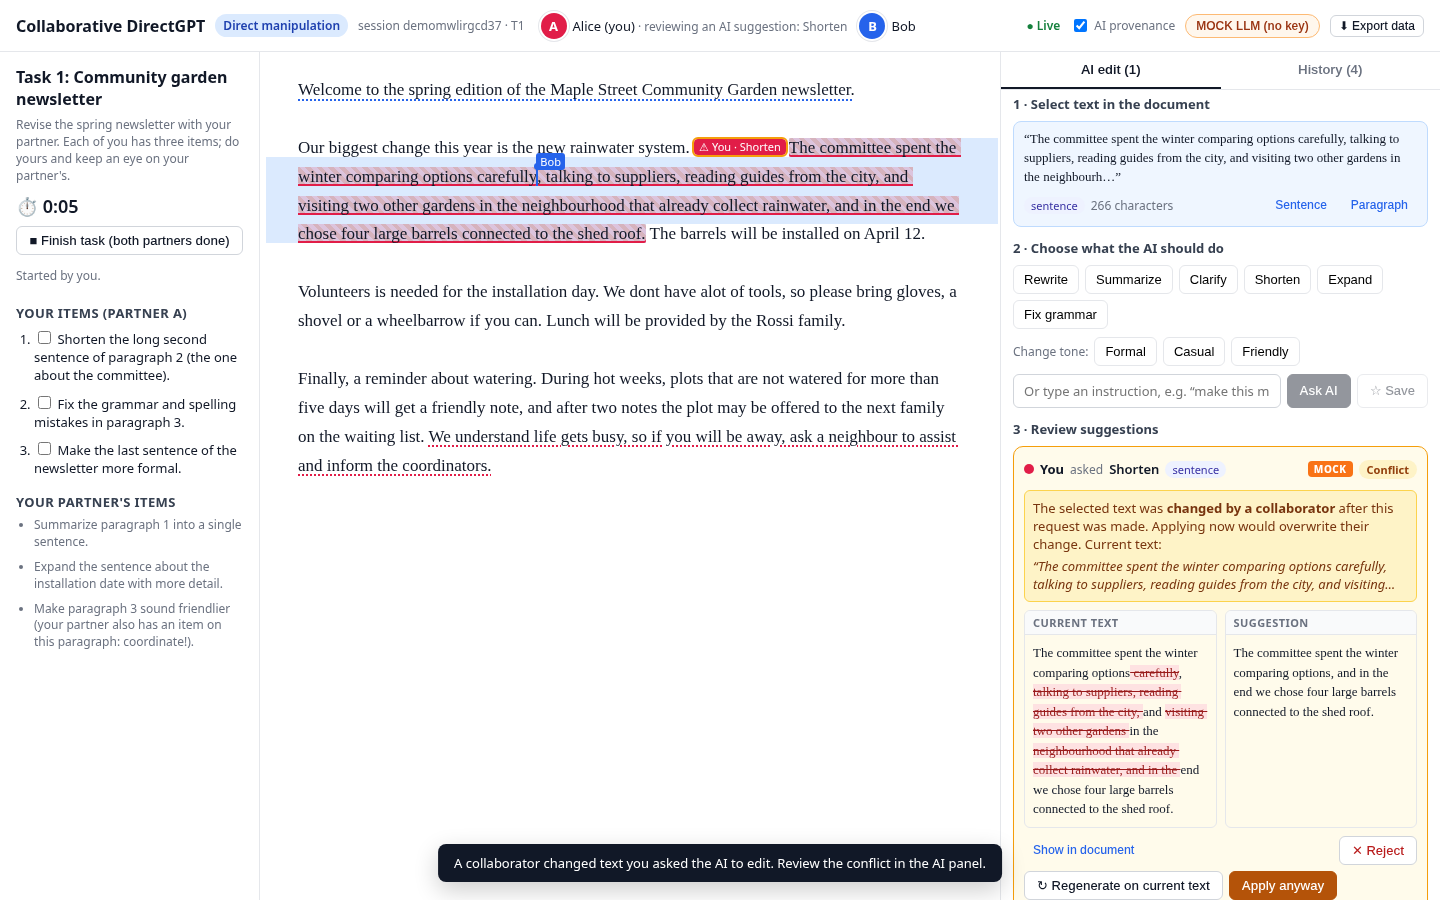 Collaborative DirectGPT
Direct manipulation
session demomwlirgcd37 · T1
A
Alice (you) · reviewing an AI suggestion: Shorten
B
Bob
● Live
AI provenance
MOCK LLM (no key)
⬇ Export data
Task 1: Community garden
newsletter
Revise the spring newsletter with your
partner. Each of you has three items; do
yours and keep an eye on your
partner's.
⏱️ 0:05
■ Finish task (both partners done)
Started by you.
YOUR ITEMS (PARTNER A)
1. Shorten the long second
sentence of paragraph 2 (the one
about the committee).
2. Fix the grammar and spelling
mistakes in paragraph 3.
3. Make the last sentence of the
newsletter more formal.
YOUR PARTNER'S ITEMS
• Summarize paragraph 1 into a single
sentence.
• Expand the sentence about the
installation date with more detail.
• Make paragraph 3 sound friendlier
(your partner also has an item on
this paragraph: coordinate!).
Welcome to the spring edition of the Maple Street Community Garden newsletter.
Our biggest change this year is the new rainwater system. ⚠ You · Shorten The committee spent the
Bob
winter comparing options carefully, talking to suppliers, reading guides from the city, and
visiting two other gardens in the neighbourhood that already collect rainwater, and in the end we
chose four large barrels connected to the shed roof. The barrels will be installed on April 12.
Volunteers is needed for the installation day. We dont have alot of tools, so please bring gloves, a
shovel or a wheelbarrow if you can. Lunch will be provided by the Rossi family.
Finally, a reminder about watering. During hot weeks, plots that are not watered for more than
five days will get a friendly note, and after two notes the plot may be offered to the next family
on the waiting list. We understand life gets busy, so if you will be away, ask a neighbour to assist
and inform the coordinators.
A collaborator changed text you asked the AI to edit. Review the conflict in the AI panel.
AI edit (1)
History (4)
1 · Select text in the document
“The committee spent the winter comparing options carefully, talking to
suppliers, reading guides from the city, and visiting two other gardens in
the neighbourh…”
sentence
266 characters
Sentence
Paragraph
2 · Choose what the AI should do
Rewrite
Summarize
Clarify
Shorten
Expand
Fix grammar
Change tone:
Formal
Casual
Friendly
Or type an instruction, e.g. “make this m
Ask AI
☆ Save
3 · Review suggestions
You asked Shorten
sentence
MOCK
Conflict
The selected text was changed by a collaborator after this
request was made. Applying now would overwrite their
change. Current text:
“The committee spent the winter comparing options carefully,
talking to suppliers, reading guides from the city, and visiting…
CURRENT TEXT
The committee spent the winter
comparing options carefully,
talking to suppliers, reading
guides from the city, and visiting
two other gardens in the
neighbourhood that already
collect rainwater, and in the end
we chose four large barrels
connected to the shed roof.
SUGGESTION
The committee spent the winter
comparing options, and in the
end we chose four large barrels
connected to the shed roof.
Show in document
✕ Reject
↻ Regenerate on current text
Apply anyway